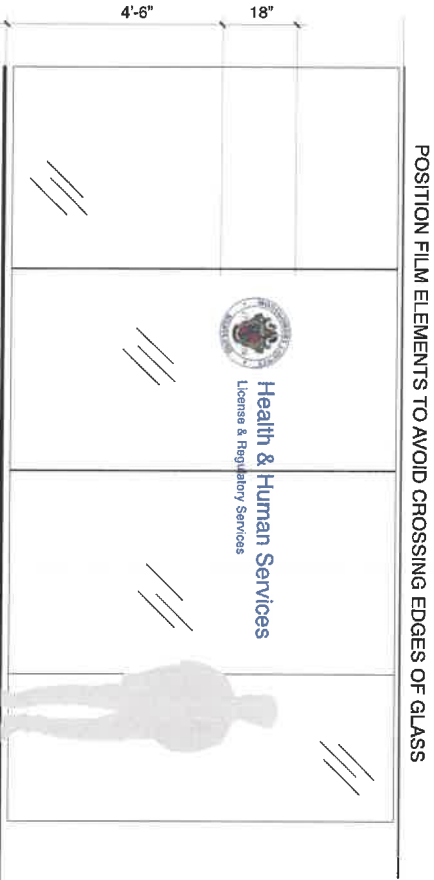 POSITION FILM ELEMENTS TO AVOID CROSSING EDGES OF GLASS
18"
4'-6"
Health & Human Services
License & Regulatory Services